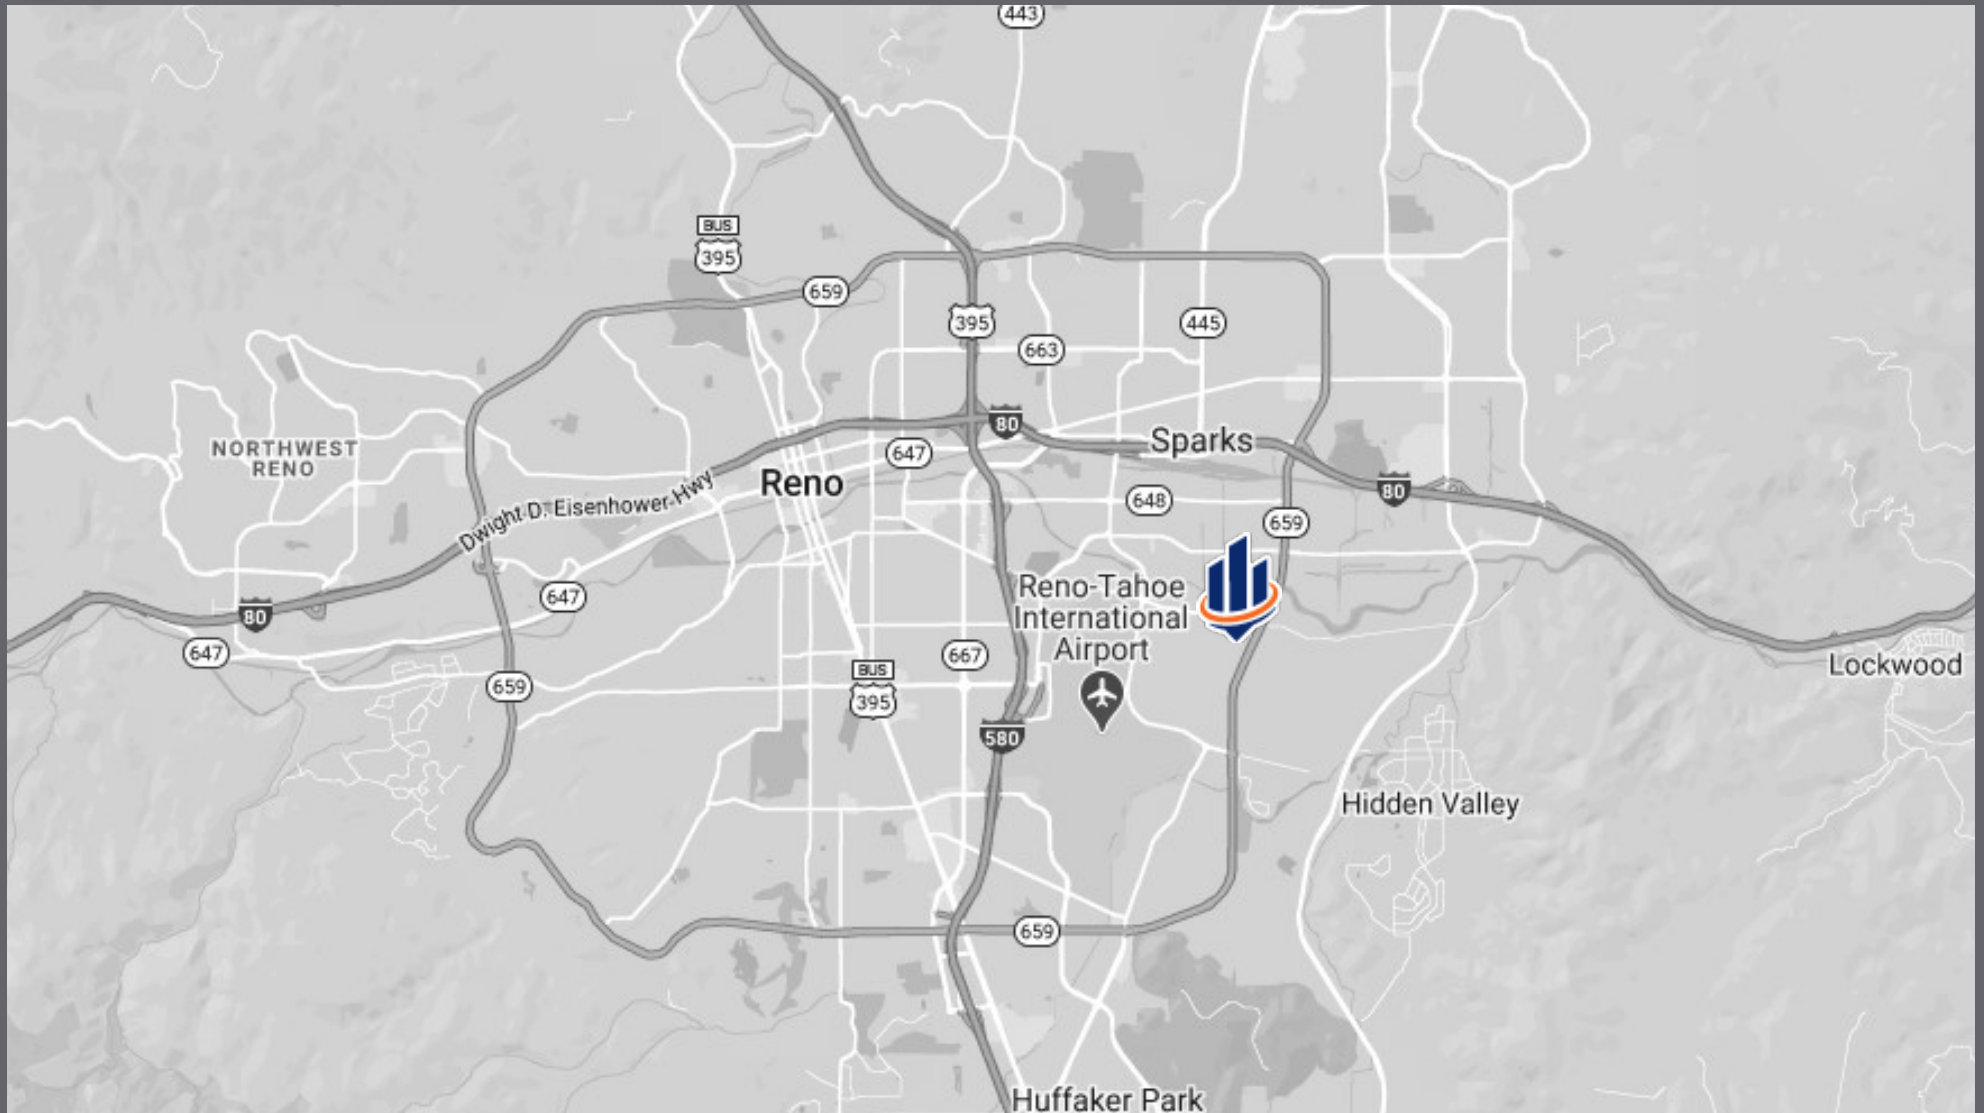 443
BUS
395
659
395
445
663
80
Sparks
NORTHWEST
RENO
647
Reno
80
648
Dwight D. Eisenhower Hwy
659
Reno-Tahoe
International
Airport
647
80
647
667
Lockwood
BUS
395
659
580
Hidden Valley
659
Huffaker Park